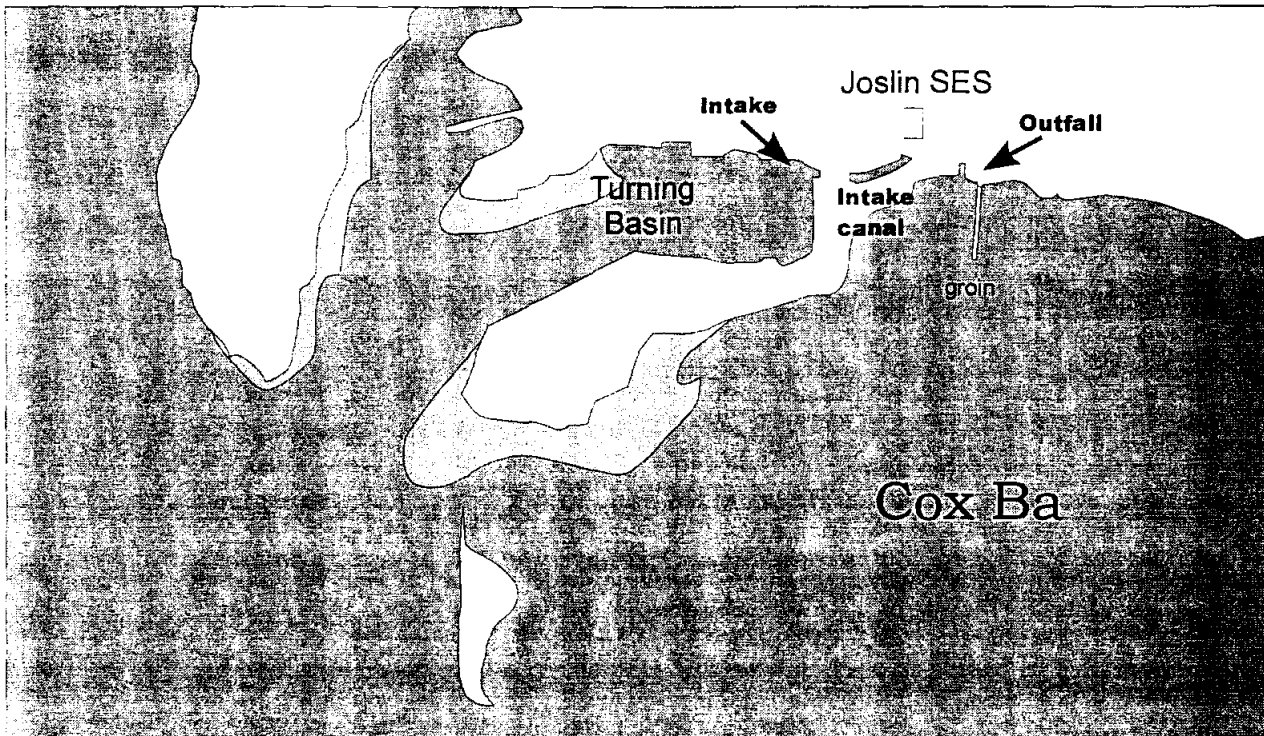 Joslin SES
Intake
Outfall
Turning
Basin
Intake
canal
groin
Cox Ba